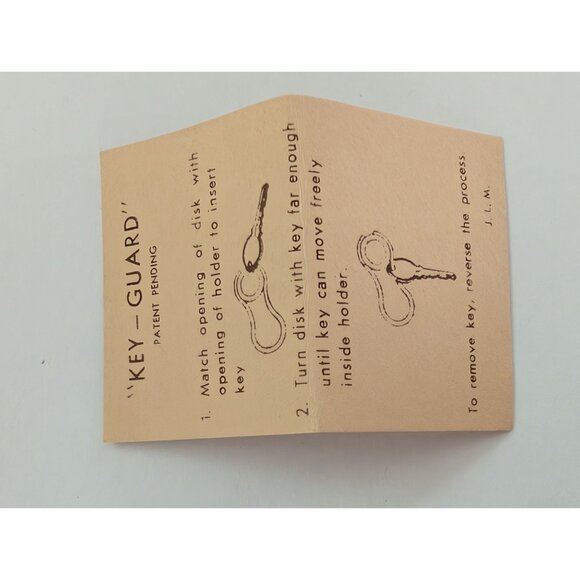 "KEY — GUARD"
PATENT PENDING
1. Match opening of disk with
opening of holder to insert
key
2. Turn disk with key far enough
until key can move freely
inside holder.
To remove key, reverse the process.
J. L. M.